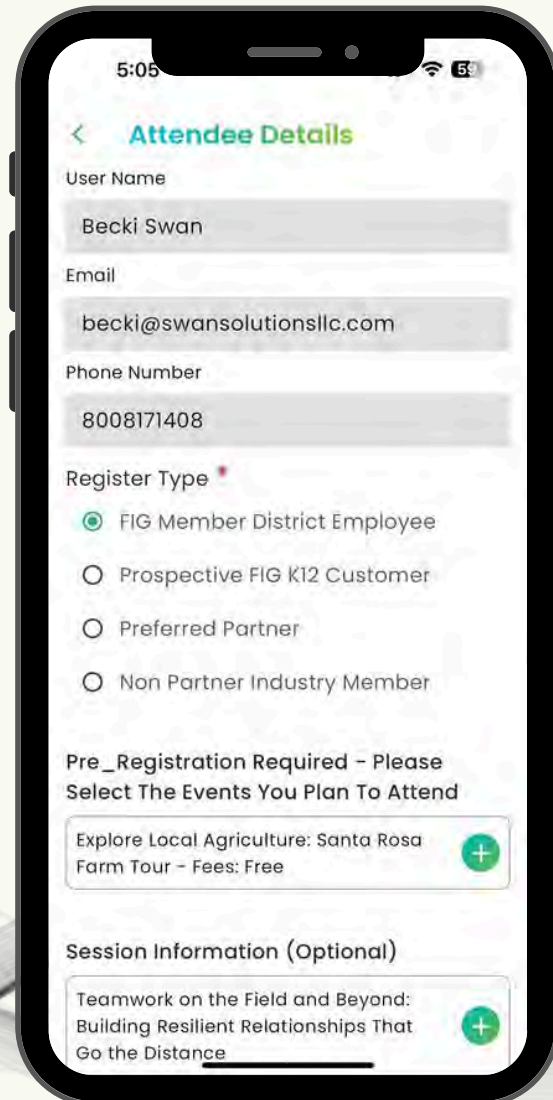 5:05
59
Attendee Details
User Name
Becki Swan
Email
becki@swansolutionsllc.com
Phone Number
8008171408
Register Type *
FIG Member District Employee
Prospective FIG K12 Customer
Preferred Partner
Non Partner Industry Member
Pre_Registration Required - Please
Select The Events You Plan To Attend
Explore Local Agriculture: Santa Rosa
Farm Tour - Fees: Free
Session Information (Optional)
Teamwork on the Field and Beyond:
Building Resilient Relationships That
Go the Distance